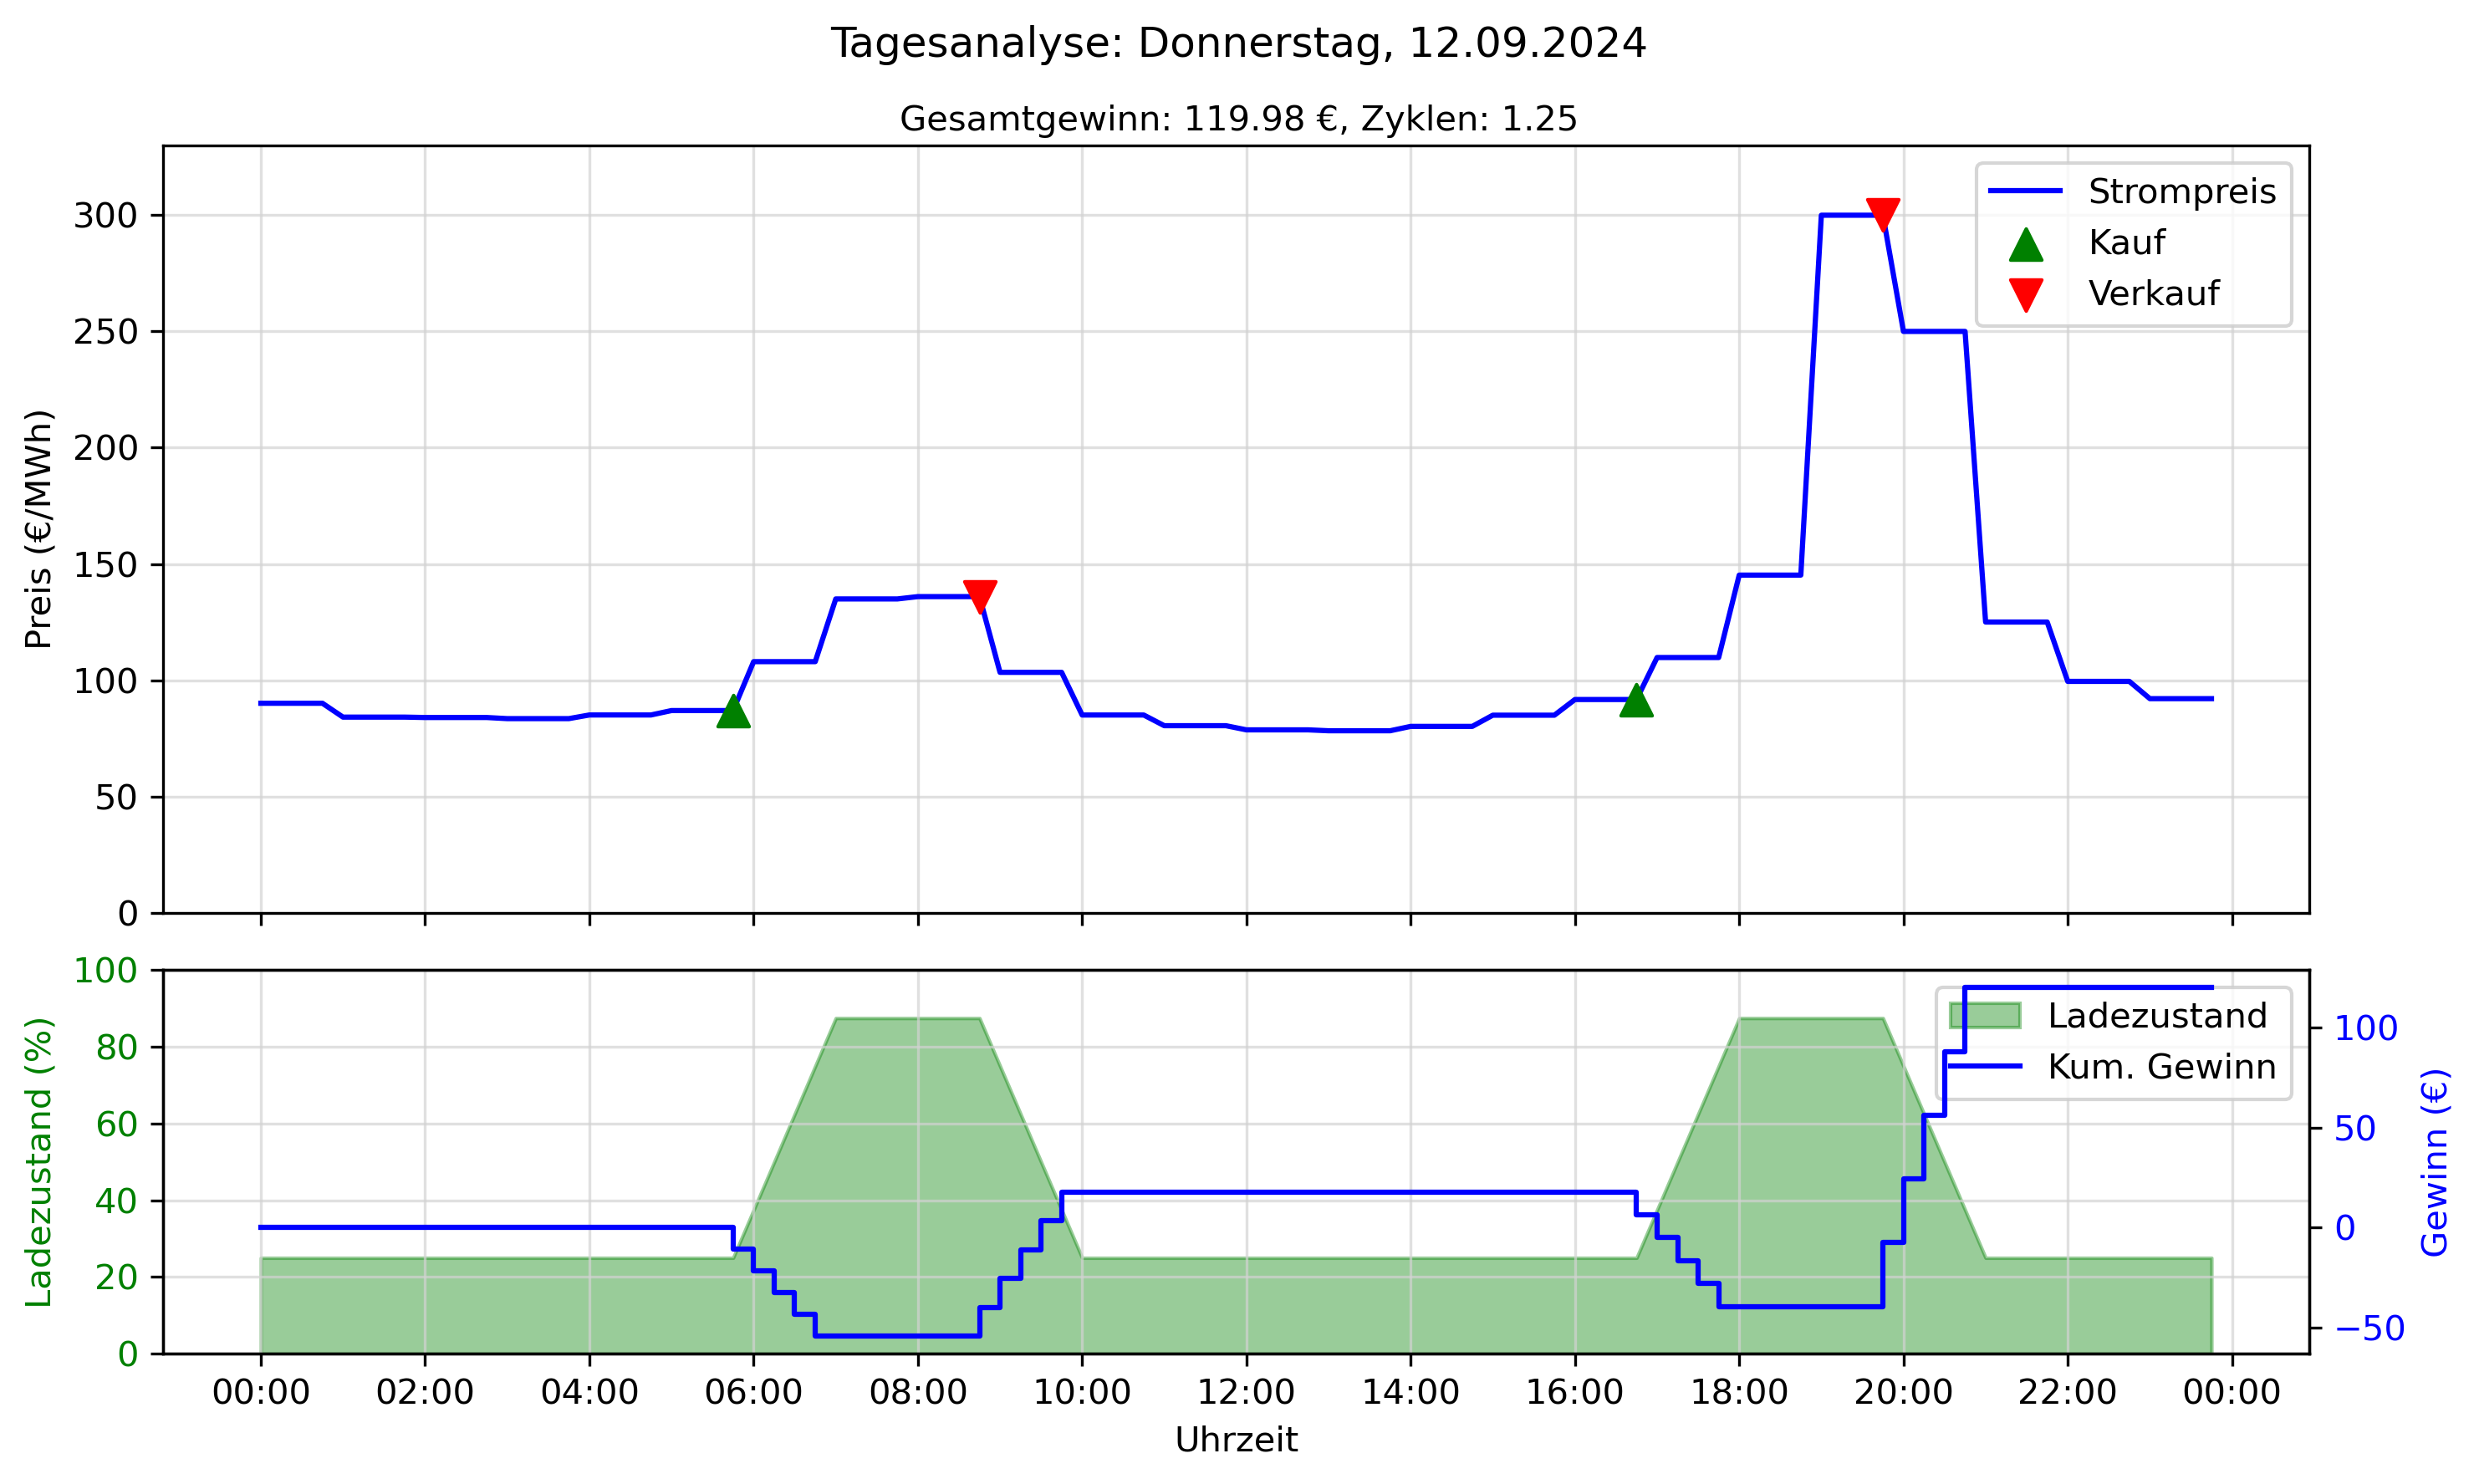 Tagesanalyse: Donnerstag, 12.09.2024
Gesamtgewinn: 119.98 €, Zyklen: 1.25
Preis (€/MWh)
300
250
200
150
100
50
0
Strompreis
Kauf
Verkauf
Ladezustand (%)
100
80
60
40
20
0
Ladezustand
Kum. Gewinn
100
50
0
−50
Gewinn (€)
00:00 02:00 04:00 06:00 08:00 10:00 12:00 14:00 16:00 18:00 20:00 22:00 00:00
Uhrzeit